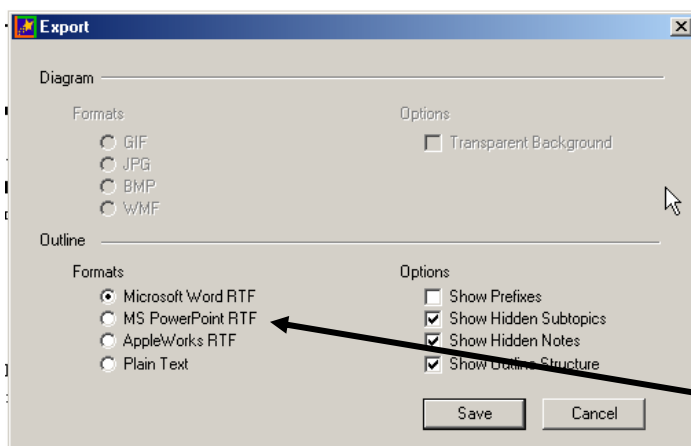 Export
Diagram
Formats
Options
GIF
Transparent Background
JPG
BMP
WMF
Outline
Formats
Options
Microsoft Word RTF
Show Prefixes
MS PowerPoint RTF
Show Hidden Subtopics
AppleWorks RTF
Show Hidden Notes
Plain Text
Show Outline Structure
Save
Cancel